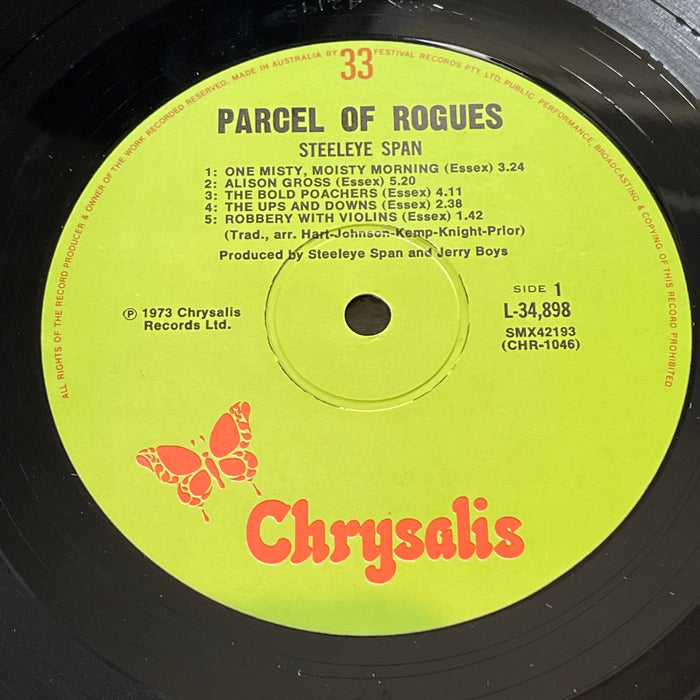 ALL RIGHTS OF THE RECORD PRODUCER & OWNER OF THE WORK RECORDED RESERVED. MADE IN AUSTRALIA BY FESTIVAL RECORDS PTY. LTD. PUBLIC PERFORMANCE, BROADCASTING & COPYING OF THIS RECORD PROHIBITED
33
PARCEL OF ROGUES
STEELEYE SPAN
1: ONE MISTY, MOISTY MORNING (Essex) 3.24
2: ALISON GROSS (Essex) 5.20
3: THE BOLD POACHERS (Essex) 4.11
4: THE UPS AND DOWNS (Essex) 2.38
5: ROBBERY WITH VIOLINS (Essex) 1.42
(Trad., arr. Hart-Johnson-Kemp-Knight-Prior)
Produced by Steeleye Span and Jerry Boys
℗ 1973 Chrysalis
Records Ltd.
SIDE 1
L-34,898
SMX42193
(CHR-1046)
Chrysalis